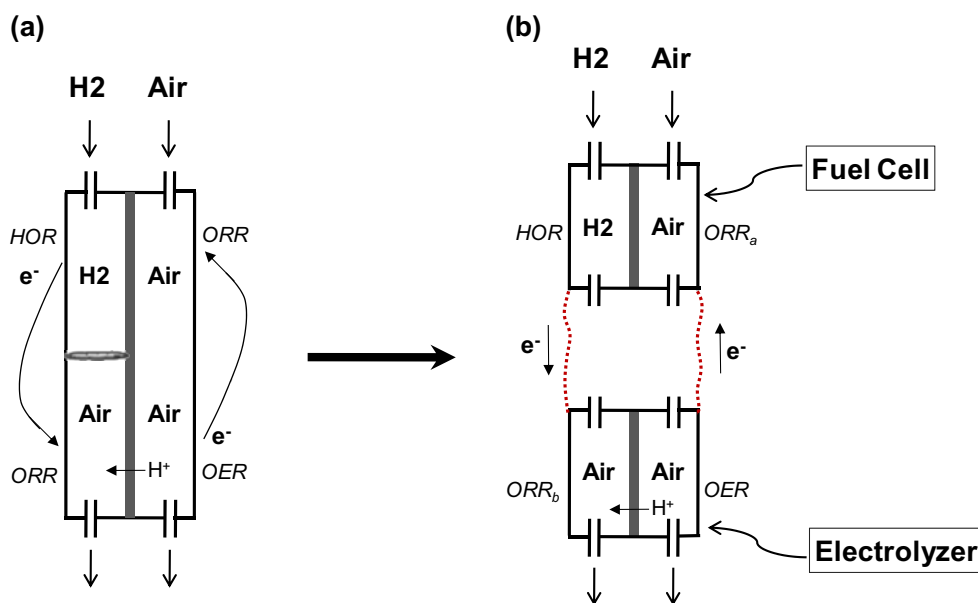 (a)
H2 Air
HOR
ORR
e-
H2
Air
Air
Air
e-
ORR
H+
OER
(b)
H2 Air
Fuel Cell
HOR
H2
Air
ORRa
e-
e-
Air
Air
ORRb
H+
OER
Electrolyzer